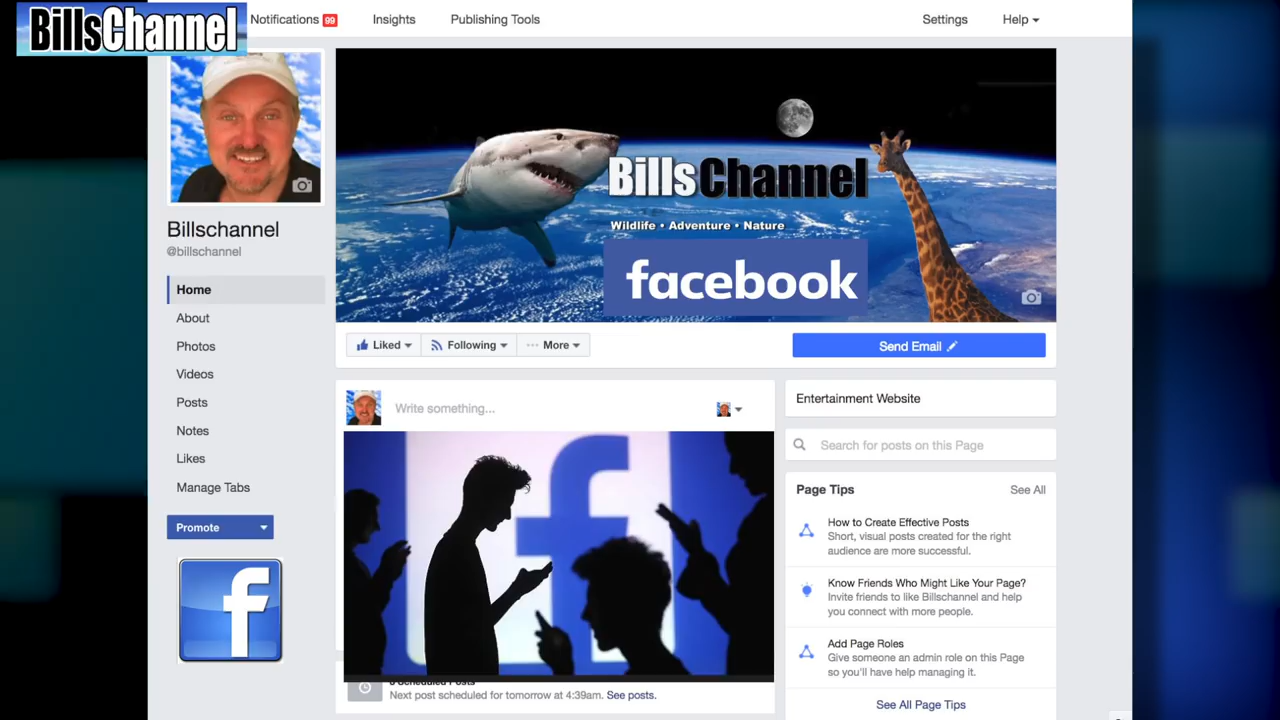 BillsChannel
Notifications 99
Insights
Publishing Tools
Settings
Help
Billschannel
@billschannel
Home
About
Photos
Videos
Posts
Notes
Likes
Manage Tabs
Promote
f
BillsChannel
Wildlife • Adventure • Nature
facebook
Liked
Following
More
Send Email
Write something...
f
Scheduled Posts
Next post scheduled for tomorrow at 4:39am. See posts.
Entertainment Website
Search for posts on this Page
Page Tips
See All
How to Create Effective Posts
Short, visual posts created for the right
audience are more successful.
Know Friends Who Might Like Your Page?
Invite friends to like Billschannel and help
you connect with more people.
Add Page Roles
Give someone an admin role on this Page
so you'll have help managing it.
See All Page Tips